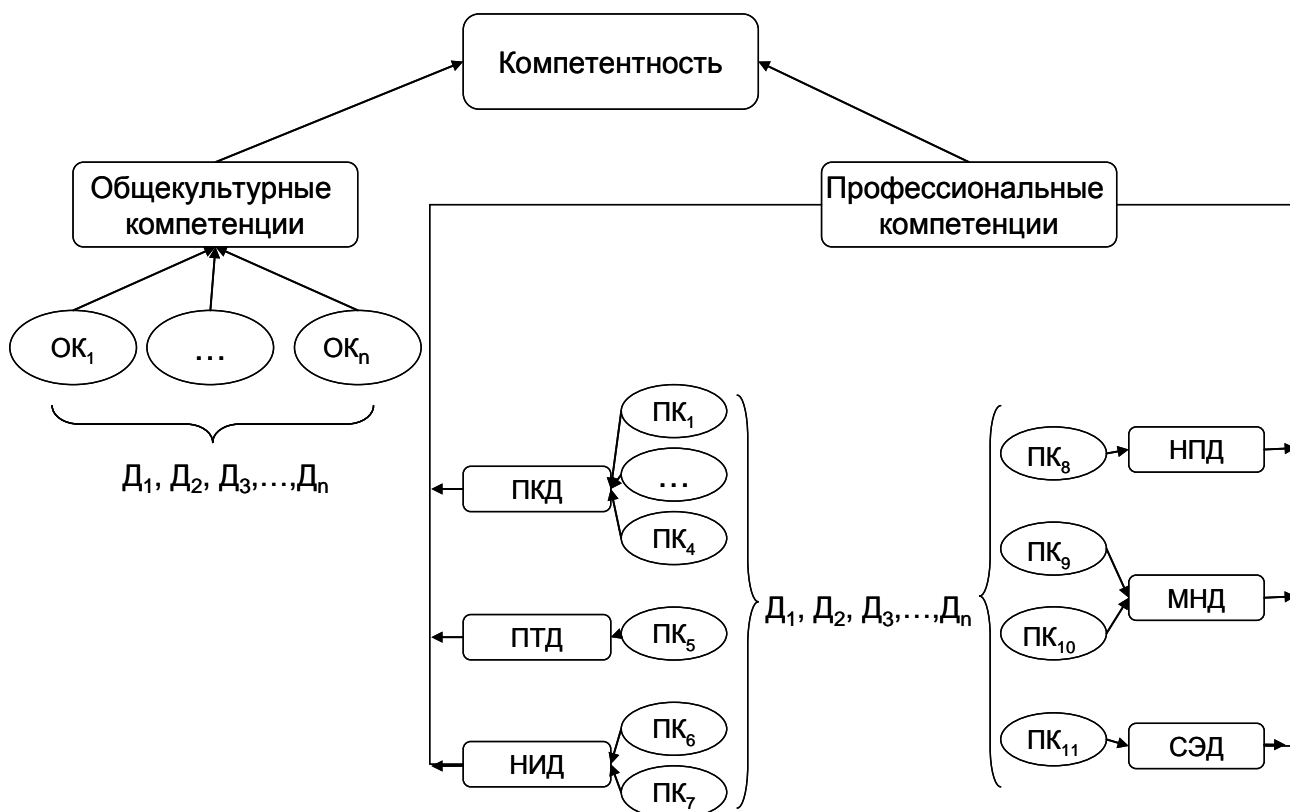 Компетентность
Общекультурные
компетенции
Профессиональные
компетенции
ОК₁
...
ОКₙ
Д₁, Д₂, Д₃,...,Дₙ
ПКД
ПК₁
...
ПК₄
ПТД
ПК₅
НИД
ПК₆
ПК₇
Д₁, Д₂, Д₃,...,Дₙ
ПК₈
НПД
ПК₉
ПК₁₀
МНД
ПК₁₁
СЭД